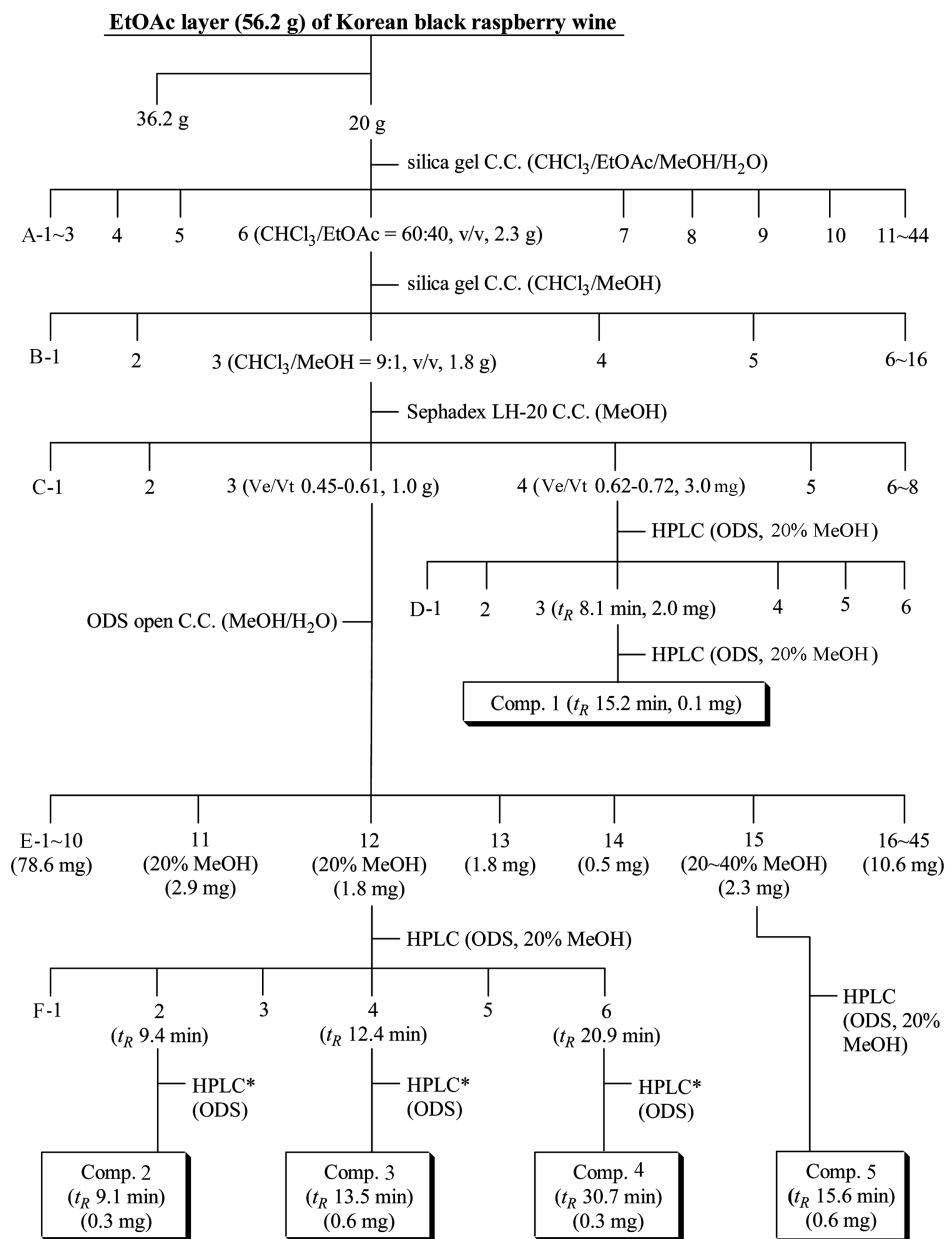 EtOAc layer (56.2 g) of Korean black raspberry wine
36.2 g
20 g
silica gel C.C. (CHCl3/EtOAc/MeOH/H2O)
A-1~3 4 5 6 (CHCl3/EtOAc = 60:40, v/v, 2.3 g) 7 8 9 10 11~44
silica gel C.C. (CHCl3/MeOH)
B-1 2 3 (CHCl3/MeOH = 9:1, v/v, 1.8 g) 4 5 6~16
Sephadex LH-20 C.C. (MeOH)
C-1 2 3 (Ve/Vt 0.45-0.61, 1.0 g) 4 (Ve/Vt 0.62-0.72, 3.0 mg) 5 6~8
HPLC (ODS, 20% MeOH)
D-1 2 3 (tR 8.1 min, 2.0 mg) 4 5 6
ODS open C.C. (MeOH/H2O)
HPLC (ODS, 20% MeOH)
Comp. 1 (tR 15.2 min, 0.1 mg)
E-1~10 11 12 13 14 15 16~45
(78.6 mg) (20% MeOH) (20% MeOH) (1.8 mg) (0.5 mg) (20~40% MeOH) (10.6 mg)
(2.9 mg) (1.8 mg) (2.3 mg)
HPLC (ODS, 20% MeOH)
F-1 2 3 4 5 6
(tR 9.4 min) (tR 12.4 min) (tR 20.9 min)
HPLC
(ODS, 20%
MeOH)
HPLC* HPLC* HPLC*
(ODS) (ODS) (ODS)
Comp. 2 Comp. 3 Comp. 4 Comp. 5
(tR 9.1 min) (tR 13.5 min) (tR 30.7 min) (tR 15.6 min)
(0.3 mg) (0.6 mg) (0.3 mg) (0.6 mg)